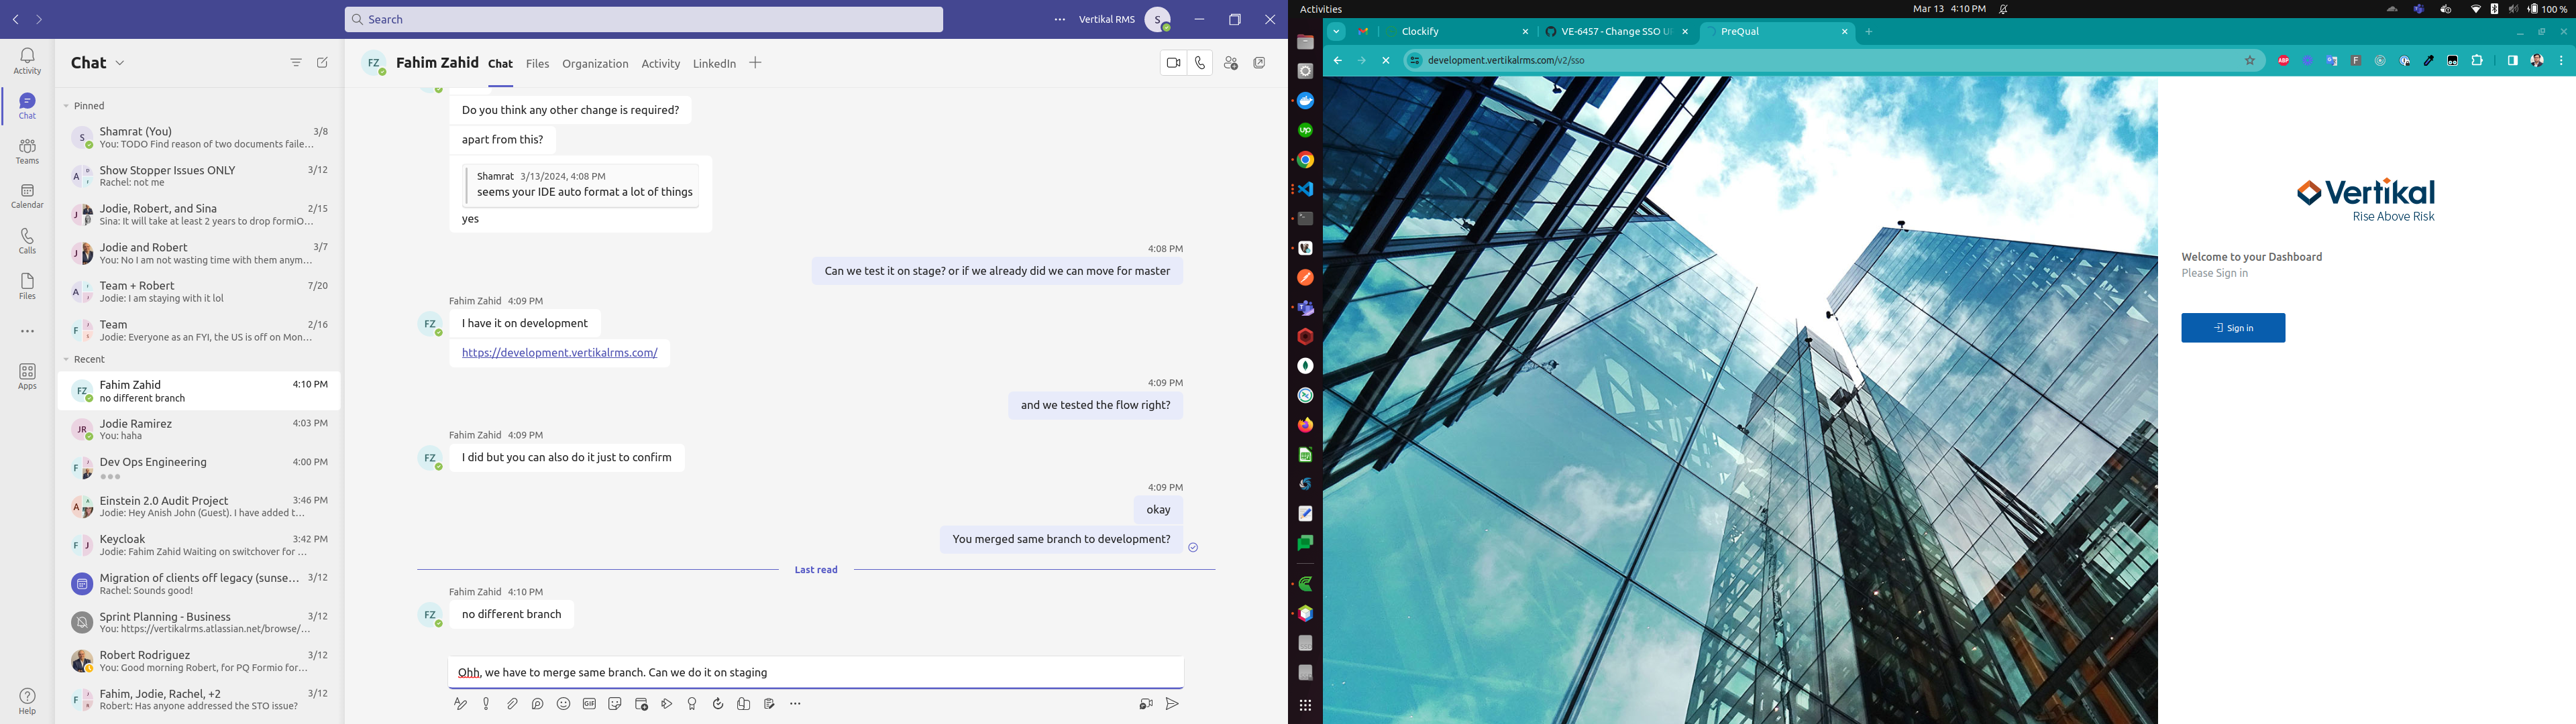 Search
Vertikal RMS
S
Activity
Chat
Teams
Calendar
Calls
Files
Apps
Help
Chat
Pinned
Shamrat (You) 3/8
You: TODO Find reason of two documents faile...
Show Stopper Issues ONLY 3/12
Rachel: not me
Jodie, Robert, and Sina 2/15
Sina: It will take at least 2 years to drop formiO...
Jodie and Robert 3/7
You: No I am not wasting time with them anym...
Team + Robert 7/20
Jodie: I am staying with it lol
Team 2/16
Jodie: Everyone as an FYI, the US is off on Mon...
Recent
Fahim Zahid 4:10 PM
no different branch
Jodie Ramirez 4:03 PM
You: haha
Dev Ops Engineering 4:00 PM
Einstein 2.0 Audit Project 3:46 PM
Jodie: Hey Anish John (Guest). I have added t...
Keycloak 3:42 PM
Jodie: Fahim Zahid Waiting on switchover for ...
Migration of clients off legacy (sunse... 3/12
Rachel: Sounds good!
Sprint Planning - Business 3/12
You: https://vertikalrms.atlassian.net/browse/...
Robert Rodriguez 3/12
You: Good morning Robert, for PQ Formio for...
Fahim, Jodie, Rachel, +2 3/12
Robert: Has anyone addressed the STO issue?
FZ Fahim Zahid Chat Files Organization Activity LinkedIn
Do you think any other change is required?
apart from this?
Shamrat 3/13/2024, 4:08 PM
seems your IDE auto format a lot of things
yes
4:08 PM
Can we test it on stage? or if we already did we can move for master
Fahim Zahid 4:09 PM
FZ
I have it on development
https://development.vertikalrms.com/
4:09 PM
and we tested the flow right?
Fahim Zahid 4:09 PM
FZ
I did but you can also do it just to confirm
4:09 PM
okay
You merged same branch to development?
Last read
Fahim Zahid 4:10 PM
FZ
no different branch
Ohh, we have to merge same branch. Can we do it on staging
GIF
Activities
Mar 13 4:10 PM
100 %
Clockify
VE-6457 - Change SSO U
PreQual
development.vertikalrms.com/v2/sso
ABP
up
Vertikal
Rise Above Risk
Welcome to your Dashboard
Please Sign in
Sign in